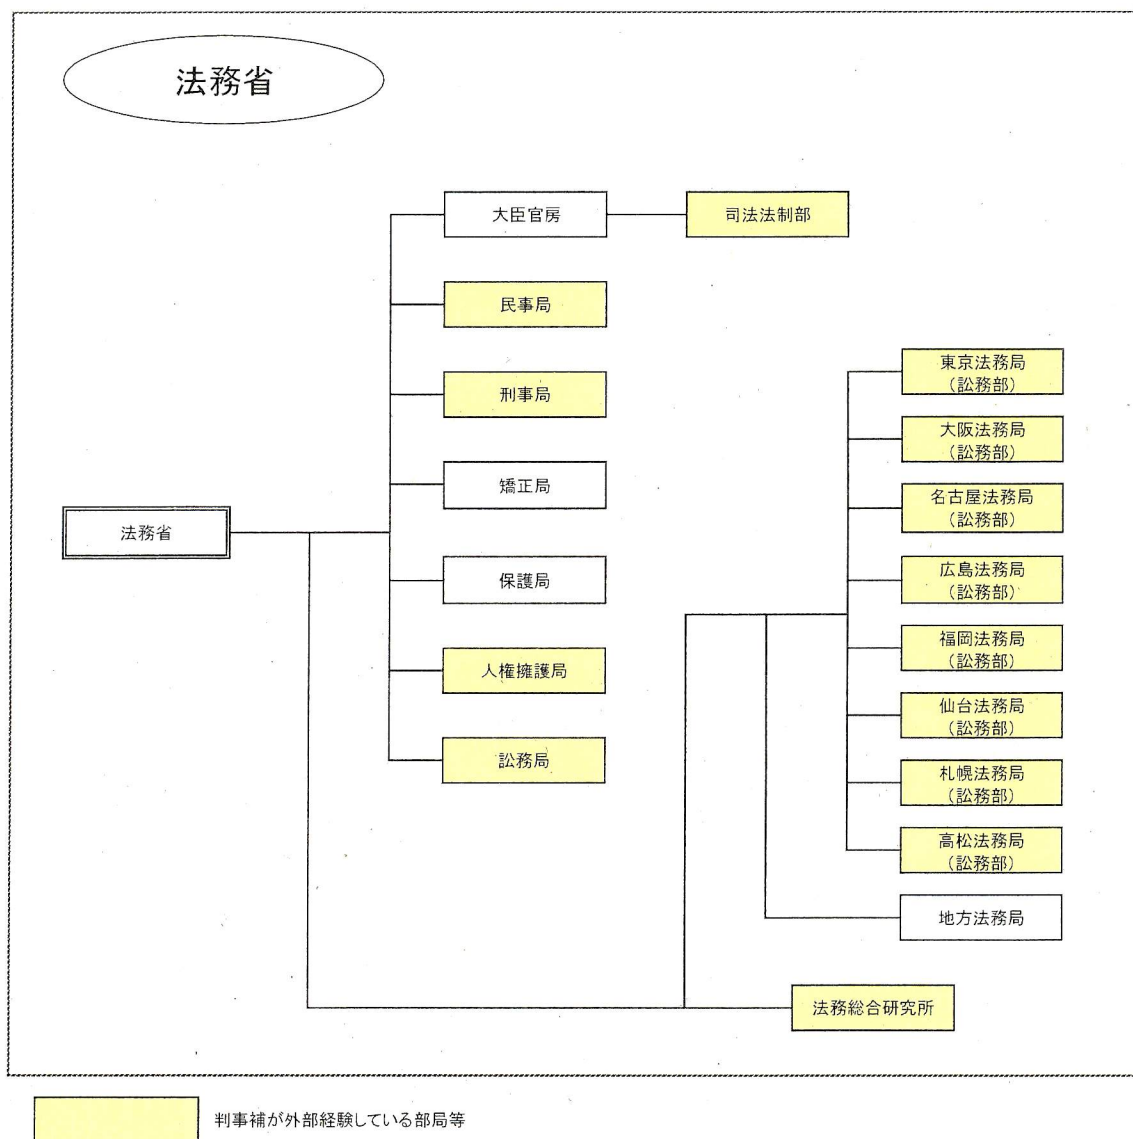 法務省
大臣官房
司法法制部
民事局
刑事局
矯正局
法務省
保護局
人権擁護局
訟務局
東京法務局
（訟務部）
大阪法務局
（訟務部）
名古屋法務局
（訟務部）
広島法務局
（訟務部）
福岡法務局
（訟務部）
仙台法務局
（訟務部）
札幌法務局
（訟務部）
高松法務局
（訟務部）
地方法務局
法務総合研究所
判事補が外部経験している部局等